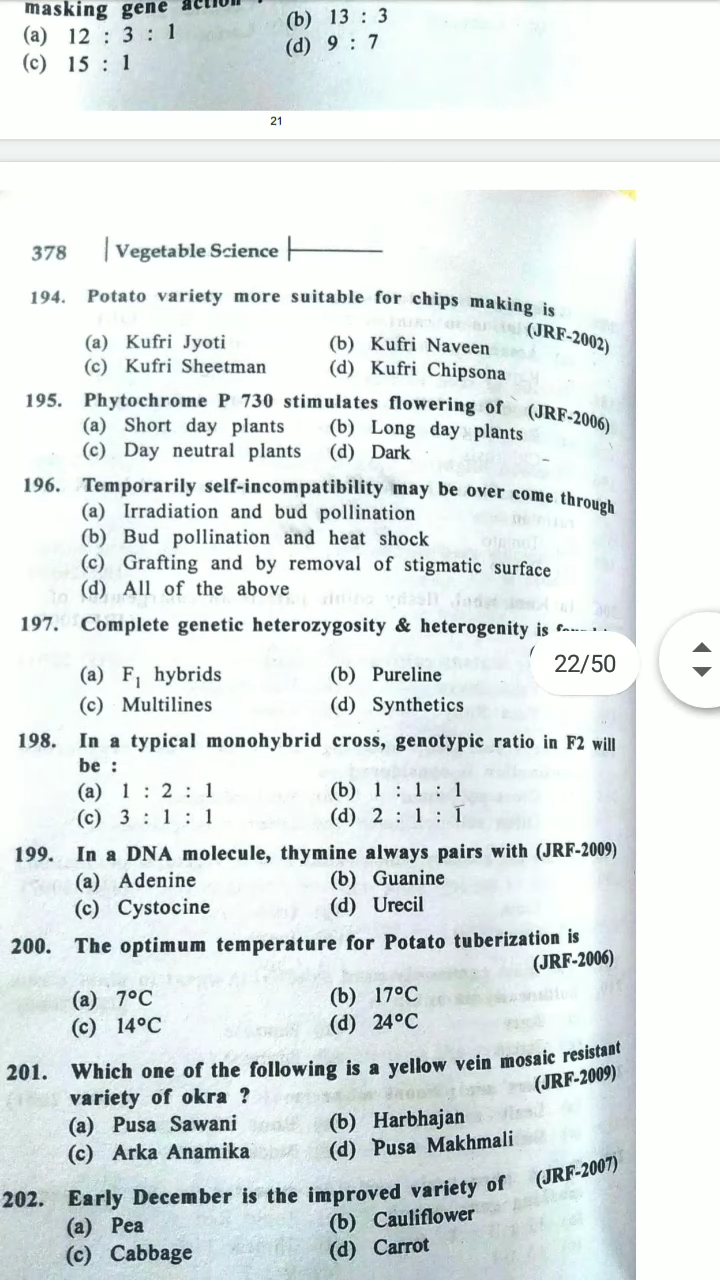 masking gene action
(a) 12 : 3 : 1 (b) 13 : 3
(c) 15 : 1 (d) 9 : 7
21
378 Vegetable Science
194. Potato variety more suitable for chips making is
(JRF-2002)
(a) Kufri Jyoti (b) Kufri Naveen
(c) Kufri Sheetman (d) Kufri Chipsona
195. Phytochrome P 730 stimulates flowering of (JRF-2006)
(a) Short day plants (b) Long day plants
(c) Day neutral plants (d) Dark
196. Temporarily self-incompatibility may be over come through
(a) Irradiation and bud pollination
(b) Bud pollination and heat shock
(c) Grafting and by removal of stigmatic surface
(d) All of the above
197. Complete genetic heterozygosity & heterogenity is
22/50
(a) F1 hybrids (b) Pureline
(c) Multilines (d) Synthetics
198. In a typical monohybrid cross, genotypic ratio in F2 will
be :
(a) 1 : 2 : 1 (b) 1 : 1 : 1
(c) 3 : 1 : 1 (d) 2 : 1 : 1
199. In a DNA molecule, thymine always pairs with (JRF-2009)
(a) Adenine (b) Guanine
(c) Cystocine (d) Urecil
200. The optimum temperature for Potato tuberization is
(JRF-2006)
(a) 7°C (b) 17°C
(c) 14°C (d) 24°C
201. Which one of the following is a yellow vein mosaic resistant
variety of okra ? (JRF-2009)
(a) Pusa Sawani (b) Harbhajan
(c) Arka Anamika (d) Pusa Makhmali
202. Early December is the improved variety of (JRF-2007)
(a) Pea (b) Cauliflower
(c) Cabbage (d) Carrot